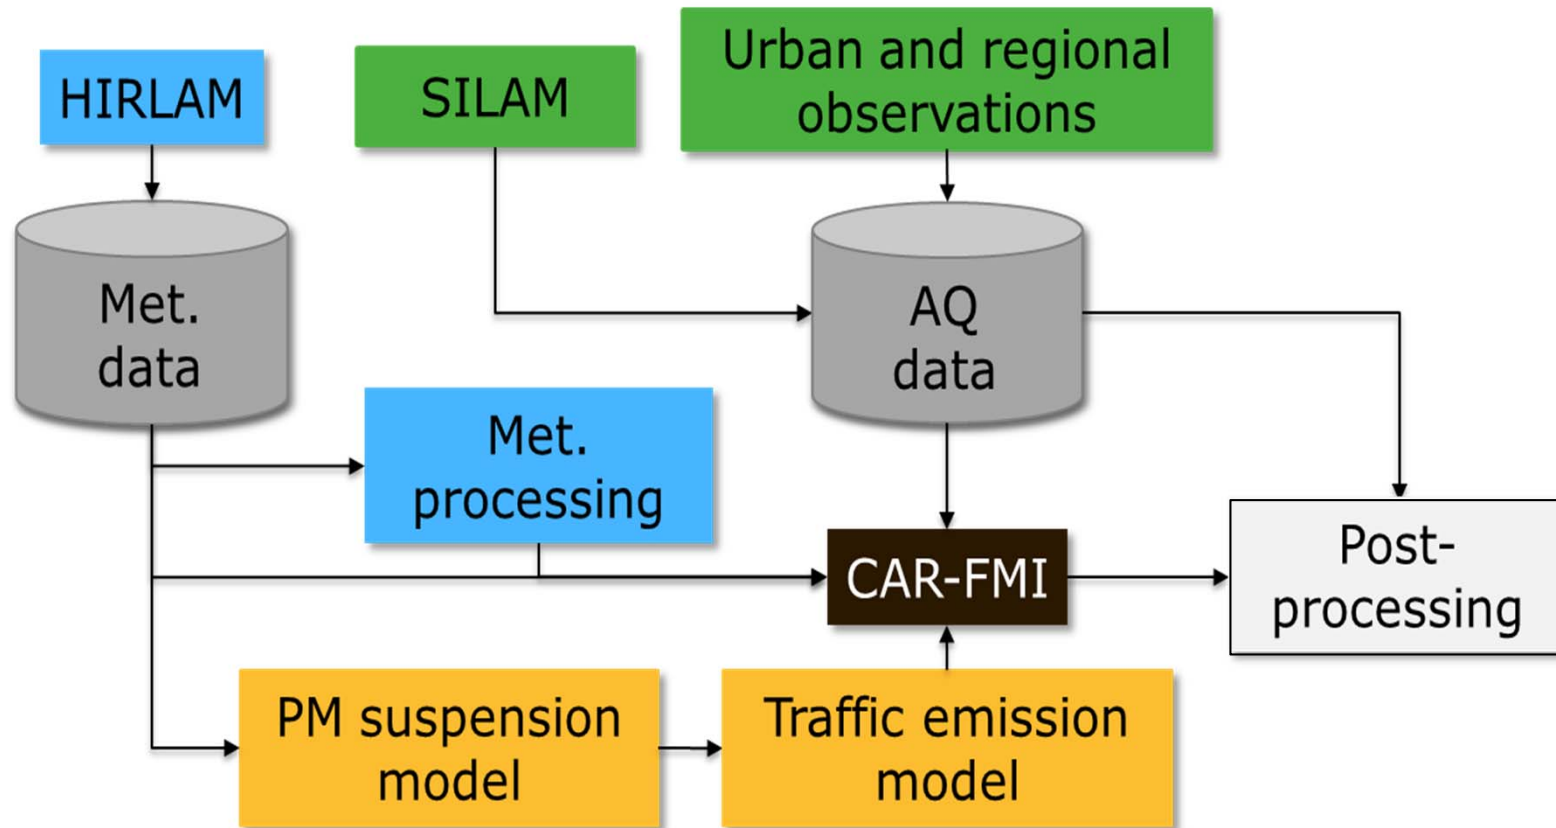 HIRLAM
SILAM
Urban and regional
observations
Met.
data
AQ
data
Met.
processing
CAR-FMI
Post-
processing
PM suspension
model
Traffic emission
model